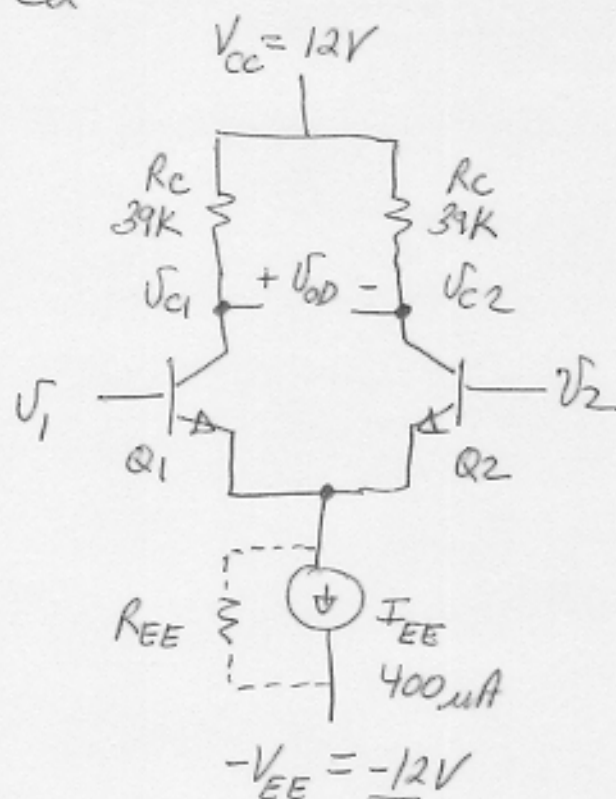 V_CC = 12V
R_C R_C
39K 39K
v_C1 + v_OD - v_C2
v_1 v_2
Q1 Q2
R_EE I_EE
400μA
-V_EE = -12V